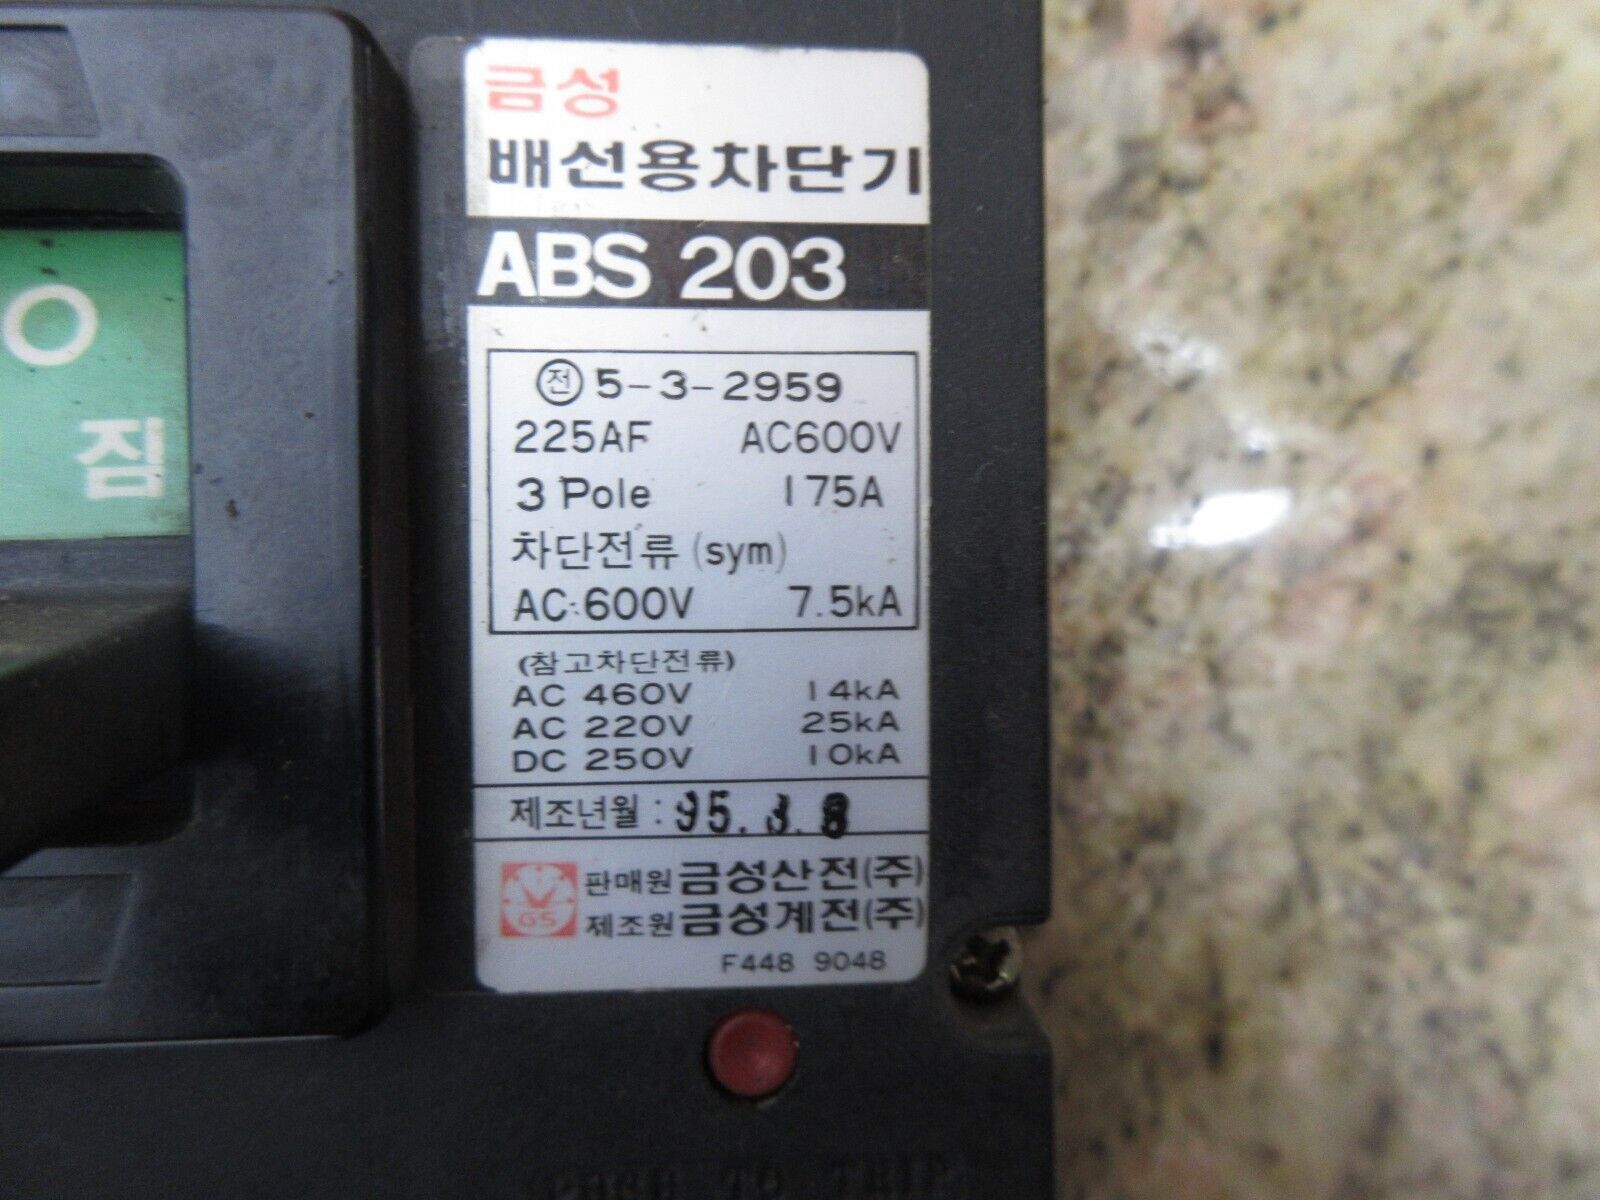 금성
배선용차단기
ABS 203
전 5-3-2959
225AF AC600V
3 Pole 175A
차단전류 (sym)
AC 600V 7.5kA
(참고차단전류)
AC 460V 14kA
AC 220V 25kA
DC 250V 10kA
제조년월 : 95.3.8
GS 판매원 금성산전(주)
제조원 금성계전(주)
F448 9048
짐
PUSH TO TRIP